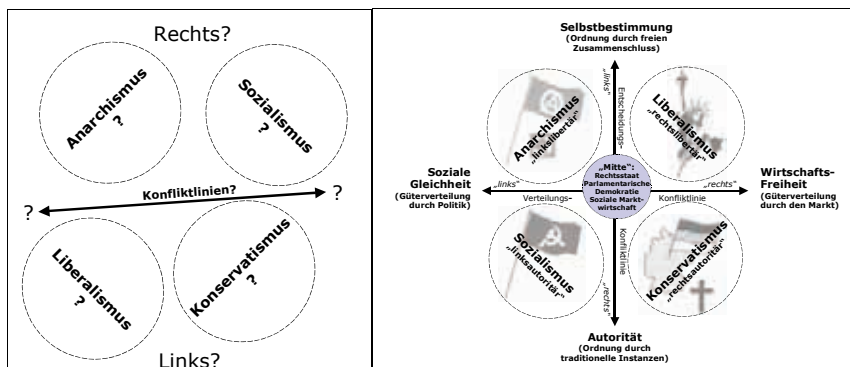 Rechts?
Anarchismus
?
Sozialismus
?
Konfliktlinien?
?
?
Liberalismus
?
Konservatismus
?
Links?
Selbstbestimmung
(Ordnung durch freien
Zusammenschluss)
„links“
Entscheidungs-
Anarchismus
„linkslibertär“
Liberalismus
„rechtslibertär“
Soziale
Gleichheit
(Güterverteilung
durch Politik)
„links“
Verteilungs-
„Mitte“:
Rechtsstaat
Parlamentarische-
Demokratie
Soziale Markt-
wirtschaft
„rechts“
Konfliktlinie
Wirtschafts-
Freiheit
(Güterverteilung
durch den Markt)
Sozialismus
„linksautoritär“
Konfliktlinie
„rechts“
Konservatismus
„rechtsautoritär“
Autorität
(Ordnung durch
traditionelle Instanzen)